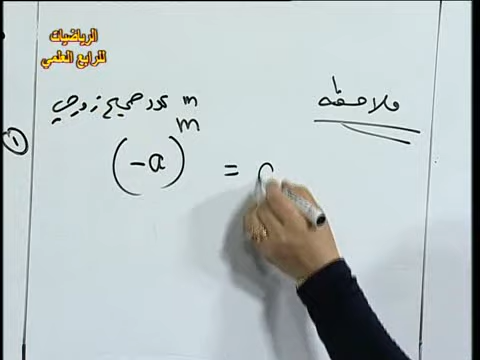 الرياضيات
للرابع العلمي
ملاحظة
① m عدد صحيح زوجي
(-a)^m = a